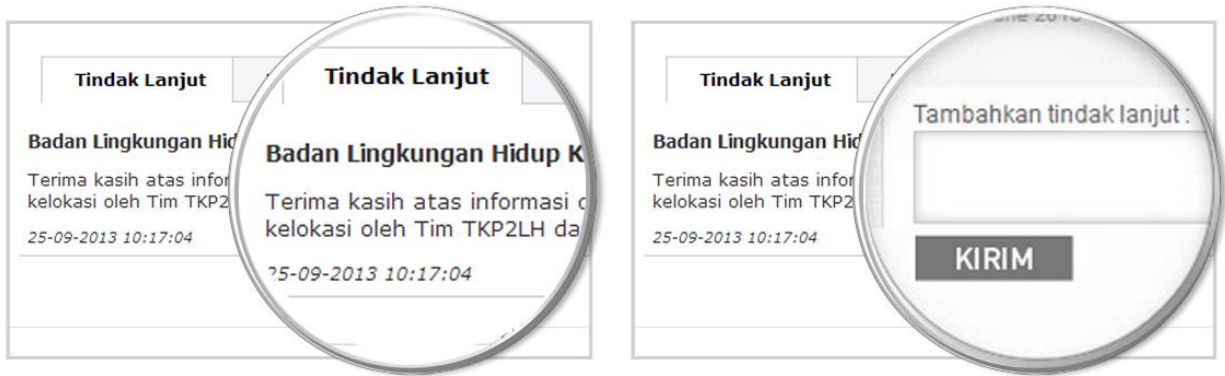 Tindak Lanjut
Badan Lingkungan Hid
Terima kasih atas infor
kelokasi oleh Tim TKP2
25-09-2013 10:17:04
Tindak Lanjut
Badan Lingkungan Hidup K
Terima kasih atas informasi
kelokasi oleh Tim TKP2LH da
25-09-2013 10:17:04
Tindak Lanjut
Badan Lingkungan Hid
Terima kasih atas infor
kelokasi oleh Tim TKP2
25-09-2013 10:17:04
Tambahkan tindak lanjut :
KIRIM